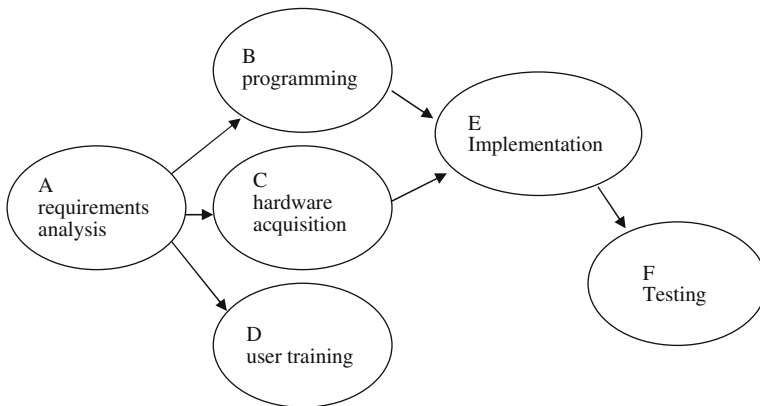 A
requirements
analysis
B
programming
C
hardware
acquisition
D
user training
E
Implementation
F
Testing